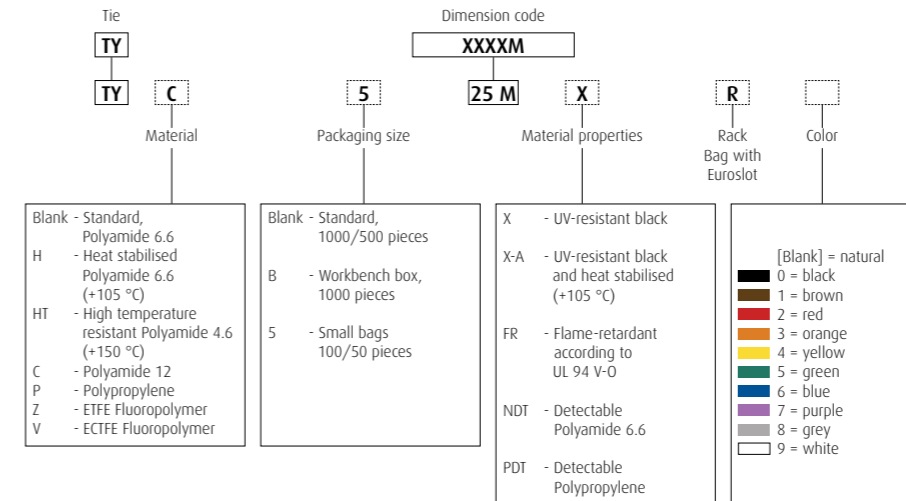 Tie
Dimension code
TY
XXXXM
TY
C
5
25 M
X
R
Material
Packaging size
Material properties
Rack
Bag with
Euroslot
Color
Blank - Standard,
Polyamide 6.6
H - Heat stabilised
Polyamide 6.6
(+105 °C)
HT - High temperature
resistant Polyamide 4.6
(+150 °C)
C - Polyamide 12
P - Polypropylene
Z - ETFE Fluoropolymer
V - ECTFE Fluoropolymer
Blank - Standard,
1000/500 pieces
B - Workbench box,
1000 pieces
5 - Small bags
100/50 pieces
X - UV-resistant black
X-A - UV-resistant black
and heat stabilised
(+105 °C)
FR - Flame-retardant
according to
UL 94 V-0
NDT - Detectable
Polyamide 6.6
PDT - Detectable
Polypropylene
[Blank] = natural
0 = black
1 = brown
2 = red
3 = orange
4 = yellow
5 = green
6 = blue
7 = purple
8 = grey
9 = white